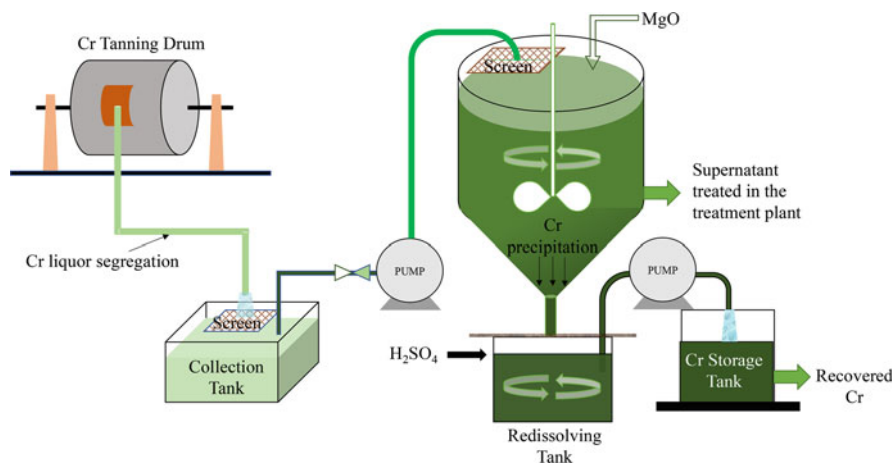 Cr Tanning Drum
MgO
Screen
Supernatant
treated in the
treatment plant
Cr liquor segregation
Cr
precipitation
PUMP
PUMP
Screen
Collection
Tank
H₂SO₄
Cr Storage
Tank
Recovered
Cr
Redissolving
Tank